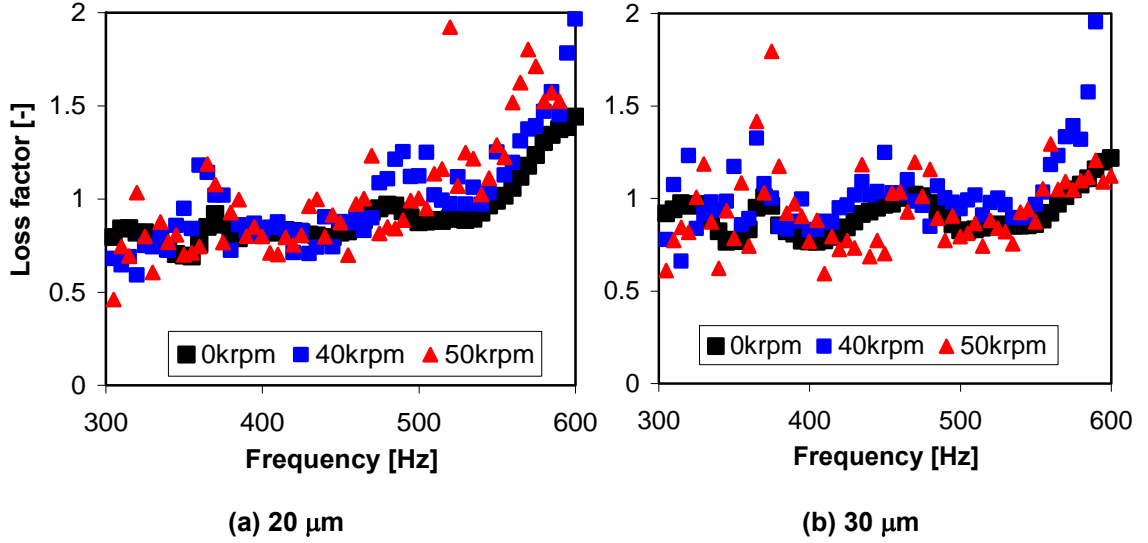 2
1.5
1
0.5
0
Loss factor [-]
0krpm 40krpm 50krpm
300 400 500 600
Frequency [Hz]
(a) 20 μm
2
1.5
1
0.5
0
0krpm 40krpm 50krpm
300 400 500 600
Frequency [Hz]
(b) 30 μm